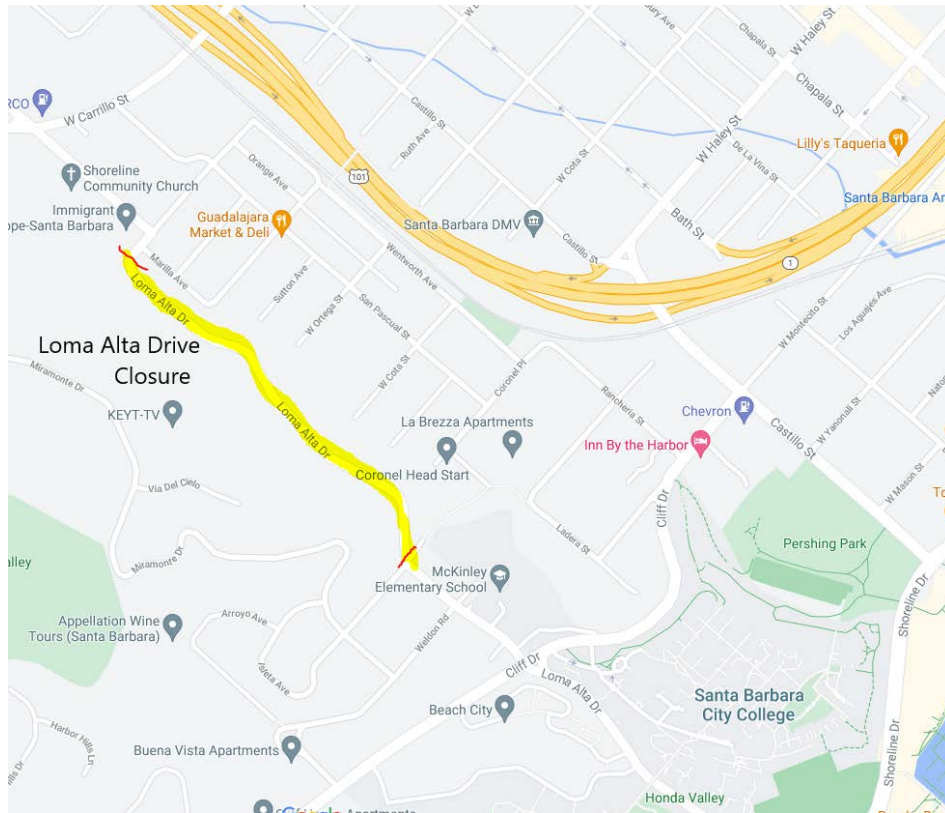 W Carrillo St
Shoreline
Community Church
Immigrant
ope-Santa Barbara
Orange Ave
Guadalajara
Market & Deli
Marilla Ave
Sutton Ave
W Ortega St
Wentworth Ave
San Pascual St
W Cota St
Coronel Pl
Castillo St
Ruth Ave
101
W Cota St
Santa Barbara DMV
Castillo St
Bath St
W Haley St
W Haley St
Chapala St
Chapala St
De La Vina St
Lilly's Taqueria
1
W Montecito St
Los Aguajes Ave
Loma Alta Dr
Loma Alta Drive
Closure
Miramonte Dr
KEYT-TV
Loma Alta Dr
La Brezza Apartments
Coronel Head Start
Rancheria St
Chevron
Inn By the Harbor
Castillo St
W Yanonali St
W Mason St
Cliff Dr
Ladera St
Via Del Cielo
Miramonte Dr
McKinley
Elementary School
Pershing Park
Shoreline Dr
Appellation Wine
Tours (Santa Barbara)
Arroyo Ave
Isleta Ave
Weldon Rd
Cliff Dr
Loma Alta Dr
Santa Barbara
City College
Beach City
Harbor Hills Ln
Buena Vista Apartments
Shoreline Dr
Honda Valley